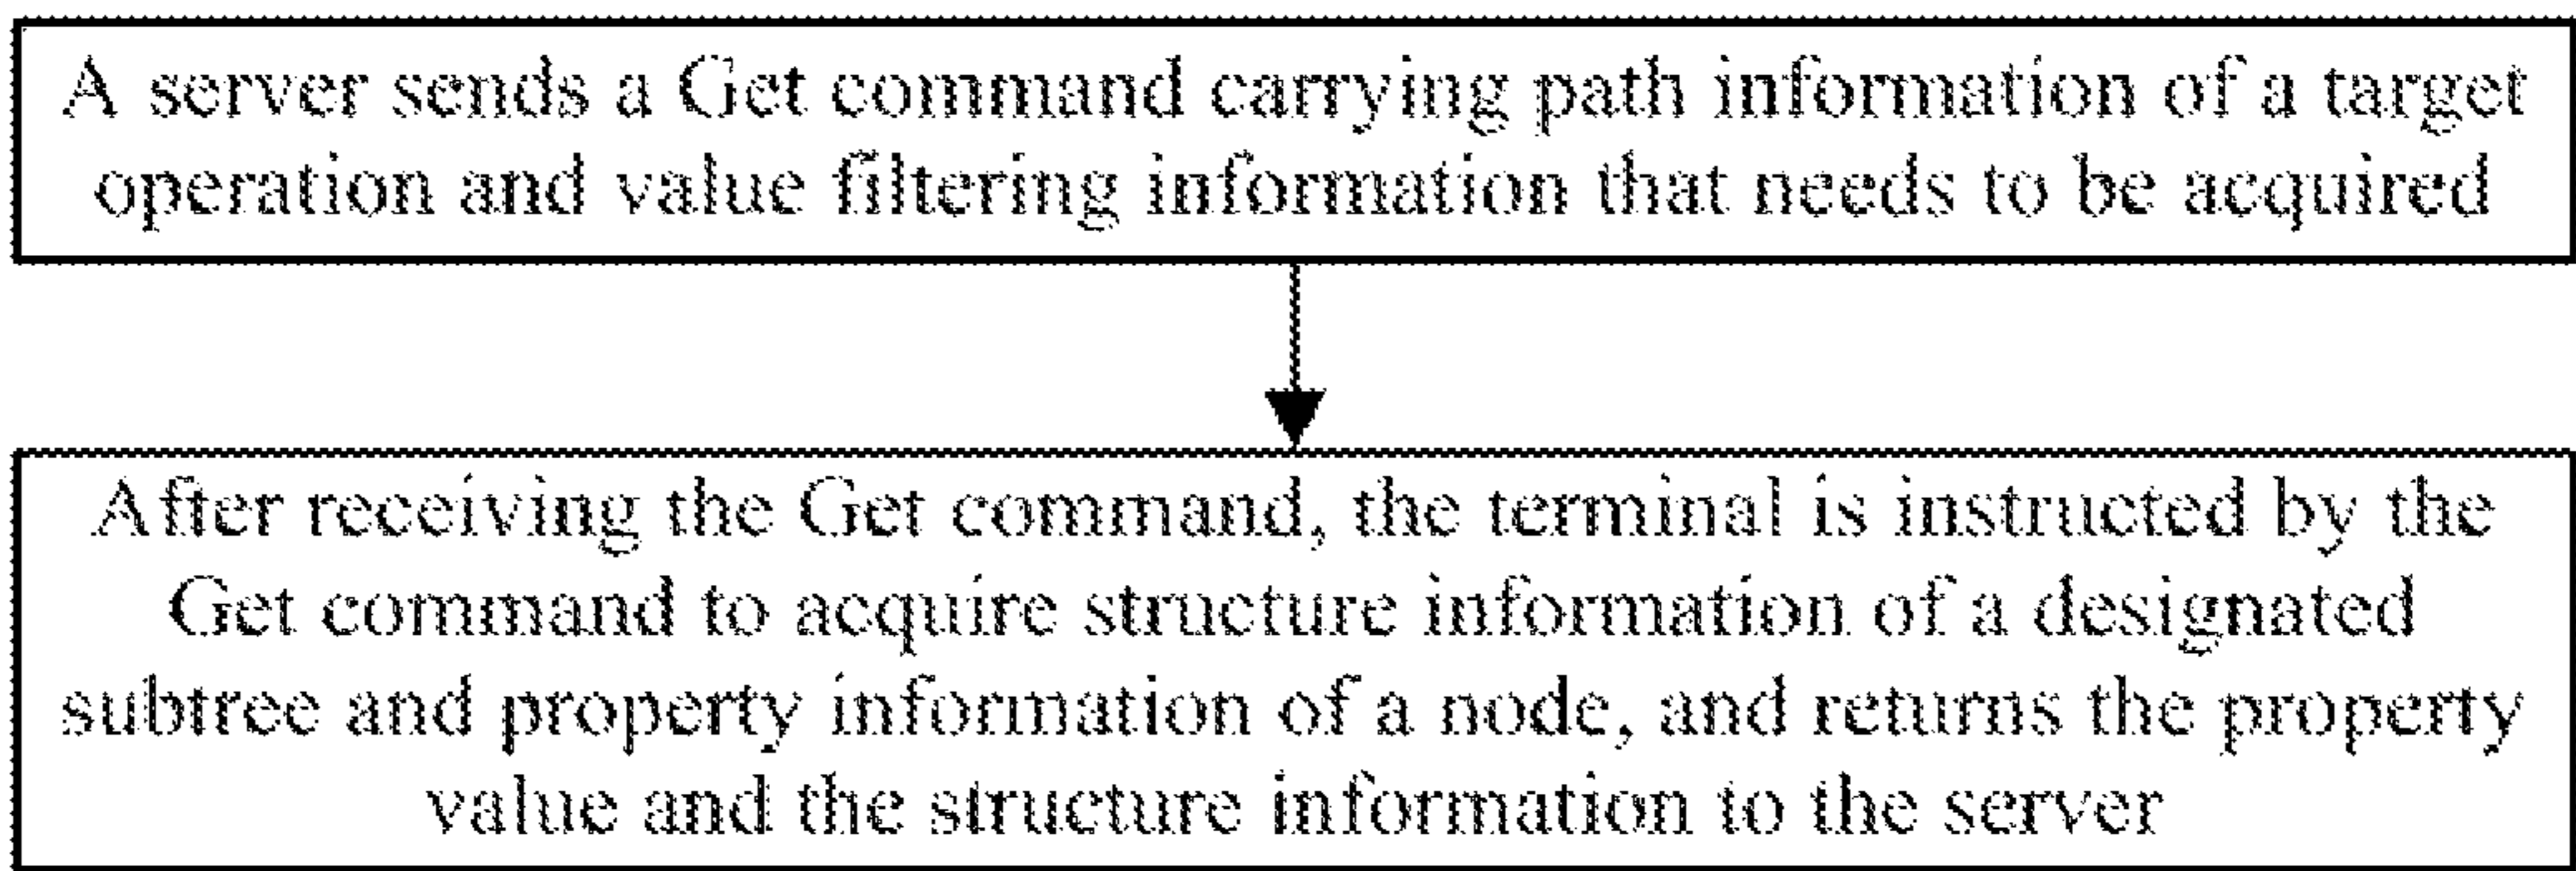 A server sends a Get command carrying path information of a target
operation and value filtering information that needs to be acquired
After receiving the Get command, the terminal is instructed by the
Get command to acquire structure information of a designated
subtree and property information of a node, and returns the property
value and the structure information to the server